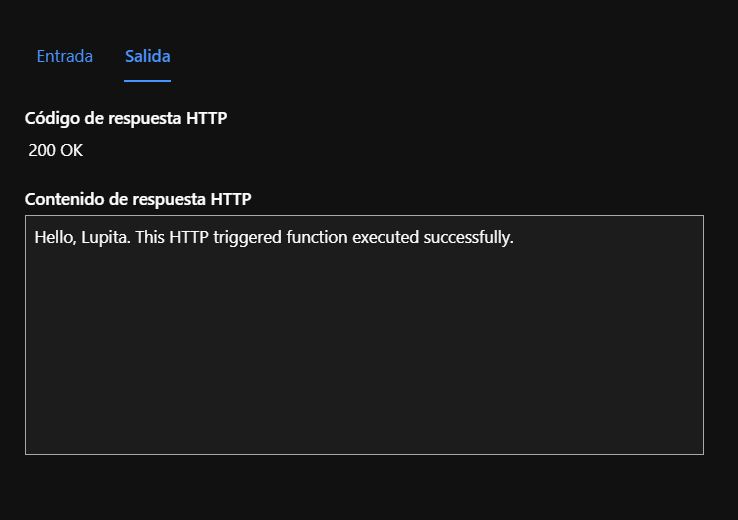 Entrada Salida
Código de respuesta HTTP
200 OK
Contenido de respuesta HTTP
Hello, Lupita. This HTTP triggered function executed successfully.